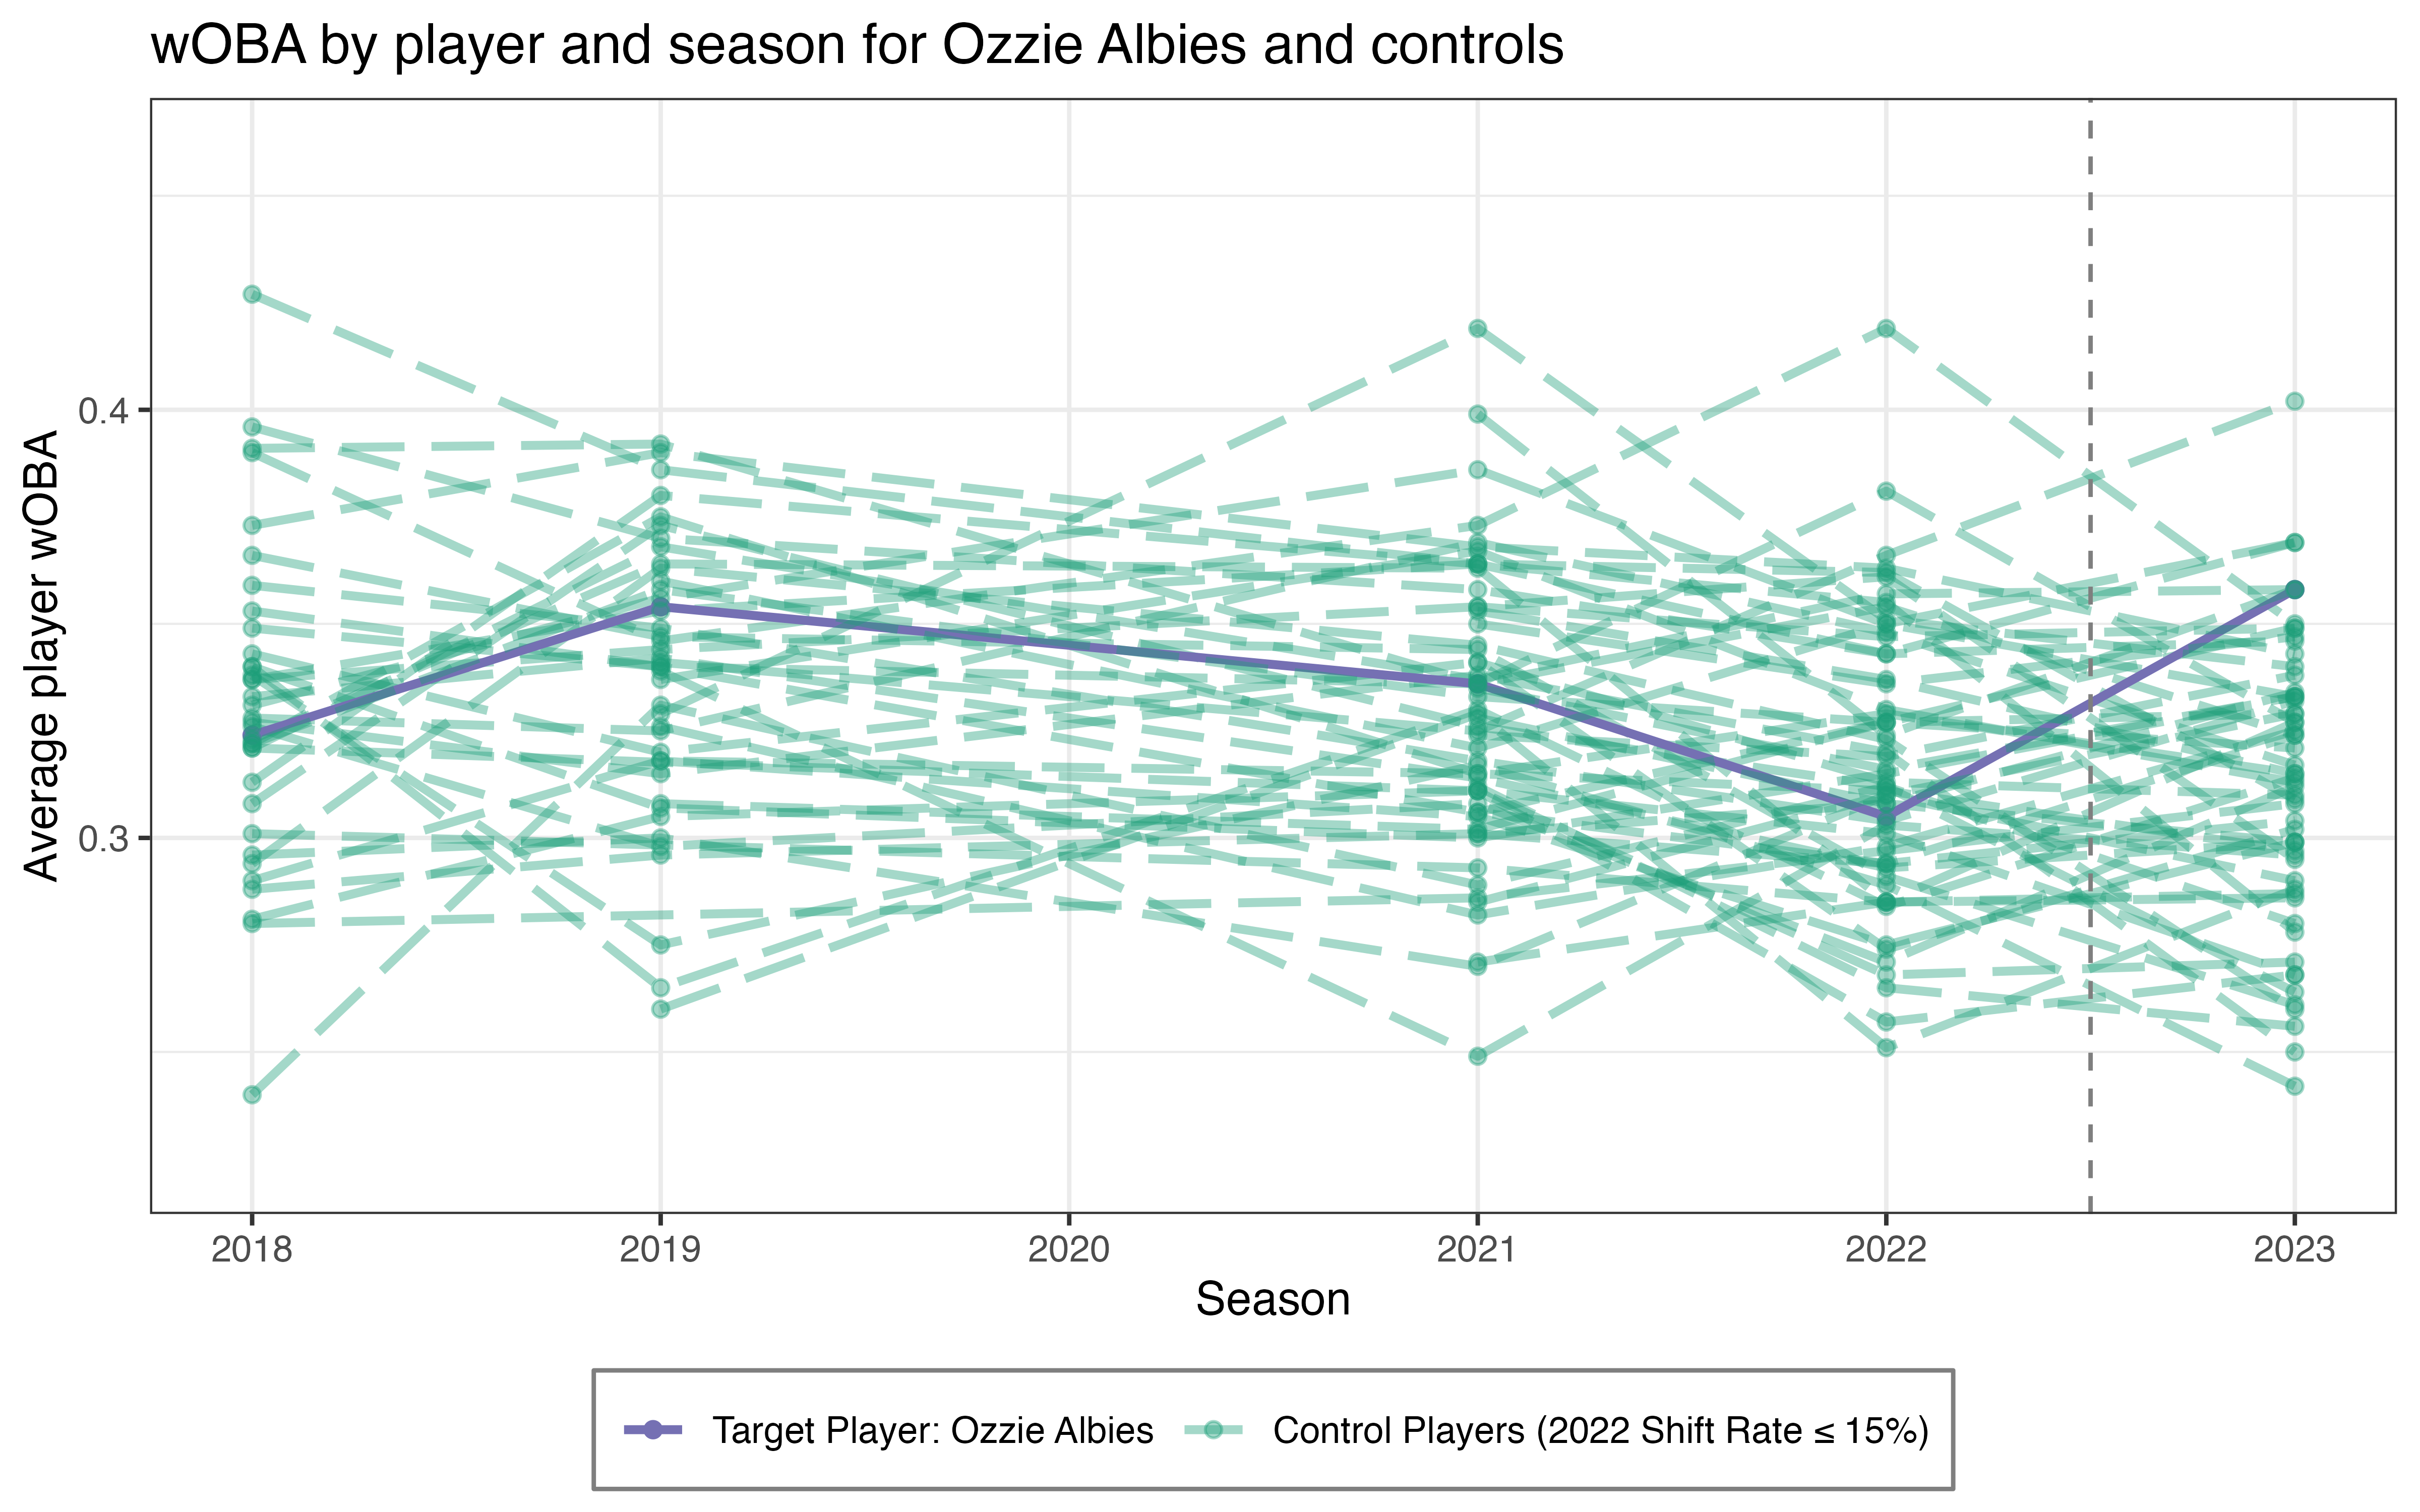 wOBA by player and season for Ozzie Albies and controls
Average player wOBA
0.4
0.3
2018 2019 2020 2021 2022 2023
Season
Target Player: Ozzie Albies Control Players (2022 Shift Rate ≤ 15%)